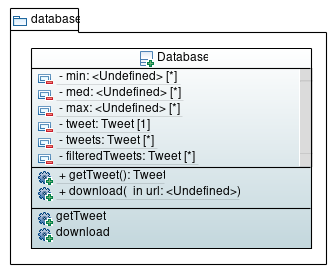 database
Database
- min: <Undefined> [*]
- med: <Undefined> [*]
- max: <Undefined> [*]
- tweet: Tweet [1]
- tweets: Tweet [*]
- filteredTweets: Tweet [*]
+ getTweet(): Tweet
+ download( in url: <Undefined>)
getTweet
download